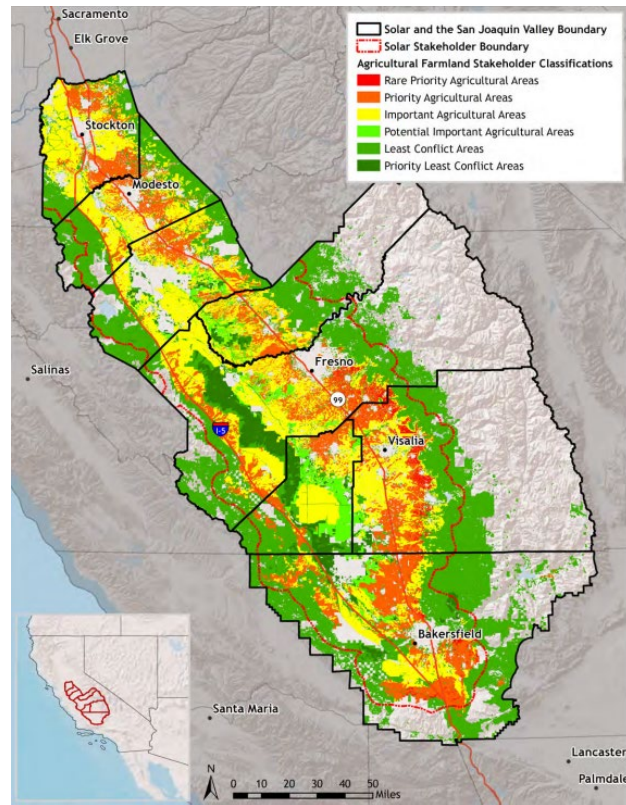 Sacramento
Elk Grove
Solar and the San Joaquin Valley Boundary
Solar Stakeholder Boundary
Agricultural Farmland Stakeholder Classifications
Rare Priority Agricultural Areas
Priority Agricultural Areas
Important Agricultural Areas
Potential Important Agricultural Areas
Least Conflict Areas
Priority Least Conflict Areas
Stockton
Modesto
Salinas
Fresno
99
I-5
Visalia
Bakersfield
Santa Maria
Lancaster
Palmdale
N
0 10 20 30 40 50
Miles